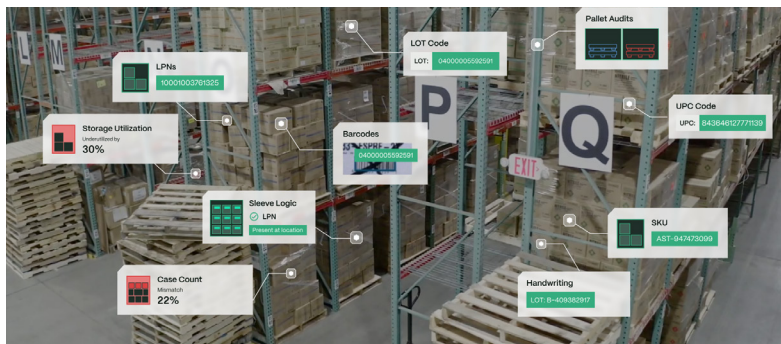 LOT Code
LOT: 04000005592591
Pallet Audits
LPNs
10001003761325
UPC Code
UPC: 843646127771139
Storage Utilization
Underutilized by
30%
Barcodes
04000005592591
P
Q
EXIT
L
M
Sleeve Logic
LPN
Present at location
SKU
AST-947473099
Case Count
Mismatch
22%
Handwriting
LOT: B-409382917